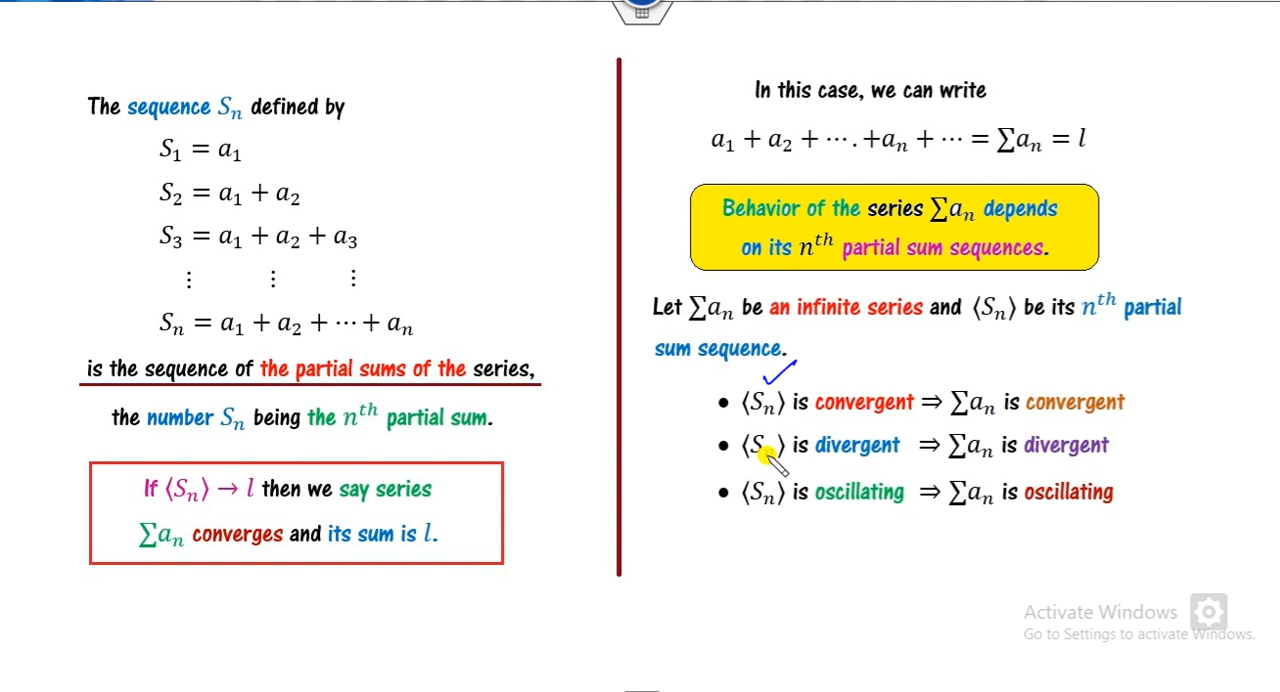 The sequence Sₙ defined by
S₁ = a₁
S₂ = a₁ + a₂
S₃ = a₁ + a₂ + a₃
⋮ ⋮ ⋮
Sₙ = a₁ + a₂ + ⋯ + aₙ
is the sequence of the partial sums of the series,
the number Sₙ being the nᵗʰ partial sum.
If ⟨Sₙ⟩ → l then we say series
∑aₙ converges and its sum is l.
In this case, we can write
a₁ + a₂ + ⋯ . +aₙ + ⋯ = ∑aₙ = l
Behavior of the series ∑aₙ depends
on its nᵗʰ partial sum sequences.
Let ∑aₙ be an infinite series and ⟨Sₙ⟩ be its nᵗʰ partial
sum sequence.
• ⟨Sₙ⟩ is convergent ⇒ ∑aₙ is convergent
• ⟨Sₙ⟩ is divergent ⇒ ∑aₙ is divergent
• ⟨Sₙ⟩ is oscillating ⇒ ∑aₙ is oscillating
Activate Windows
Go to Settings to activate Windows.